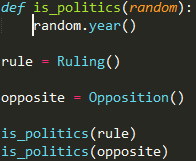 def is_politics(random):
    random.year()
rule = Ruling()
opposite = Opposition()
is_politics(rule)
is_politics(opposite)